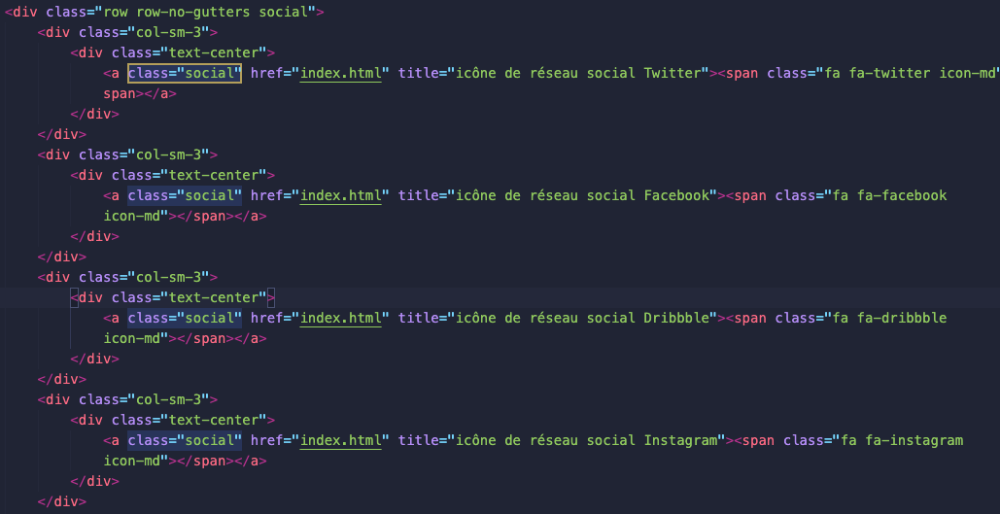 <div class="row row-no-gutters social">
<div class="col-sm-3">
<div class="text-center">
<a class="social" href="index.html" title="icône de réseau social Twitter"><span class="fa fa-twitter icon-md"
span></a>
</div>
</div>
<div class="col-sm-3">
<div class="text-center">
<a class="social" href="index.html" title="icône de réseau social Facebook"><span class="fa fa-facebook
icon-md"></span></a>
</div>
</div>
<div class="col-sm-3">
<div class="text-center">
<a class="social" href="index.html" title="icône de réseau social Dribbble"><span class="fa fa-dribbble
icon-md"></span></a>
</div>
</div>
<div class="col-sm-3">
<div class="text-center">
<a class="social" href="index.html" title="icône de réseau social Instagram"><span class="fa fa-instagram
icon-md"></span></a>
</div>
</div>